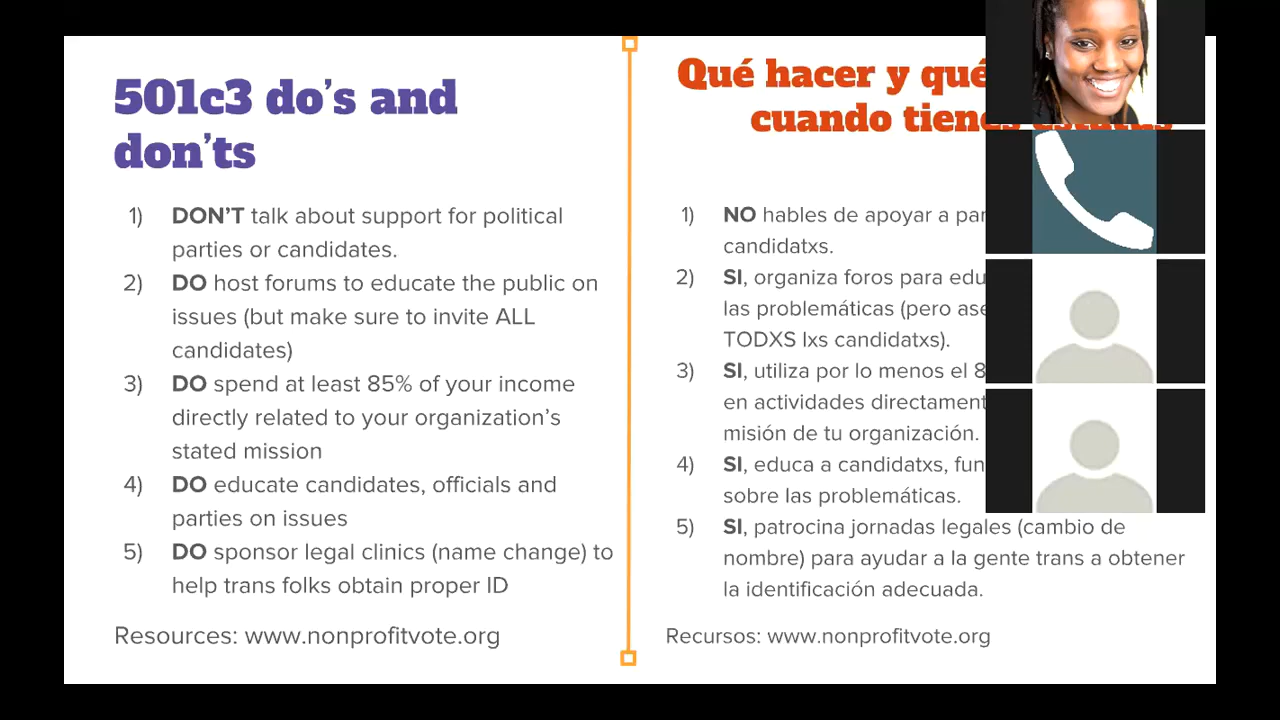 501c3 do’s and
don’ts
1) DON’T talk about support for political
parties or candidates.
2) DO host forums to educate the public on
issues (but make sure to invite ALL
candidates)
3) DO spend at least 85% of your income
directly related to your organization’s
stated mission
4) DO educate candidates, officials and
parties on issues
5) DO sponsor legal clinics (name change) to
help trans folks obtain proper ID
Resources: www.nonprofitvote.org
Qué hacer y qué
cuando tienes
1) NO hables de apoyar a
candidatxs.
2) SI, organiza foros para
las problemáticas (pero
TODXS lxs candidatxs).
3) SI, utiliza por lo menos el
en actividades
misión de tu organización.
4) SI, educa a candidatxs,
sobre las problemáticas.
5) SI, patrocina jornadas legales (cambio de
nombre) para ayudar a la gente trans a obtener
la identificación adecuada.
Recursos: www.nonprofitvote.org